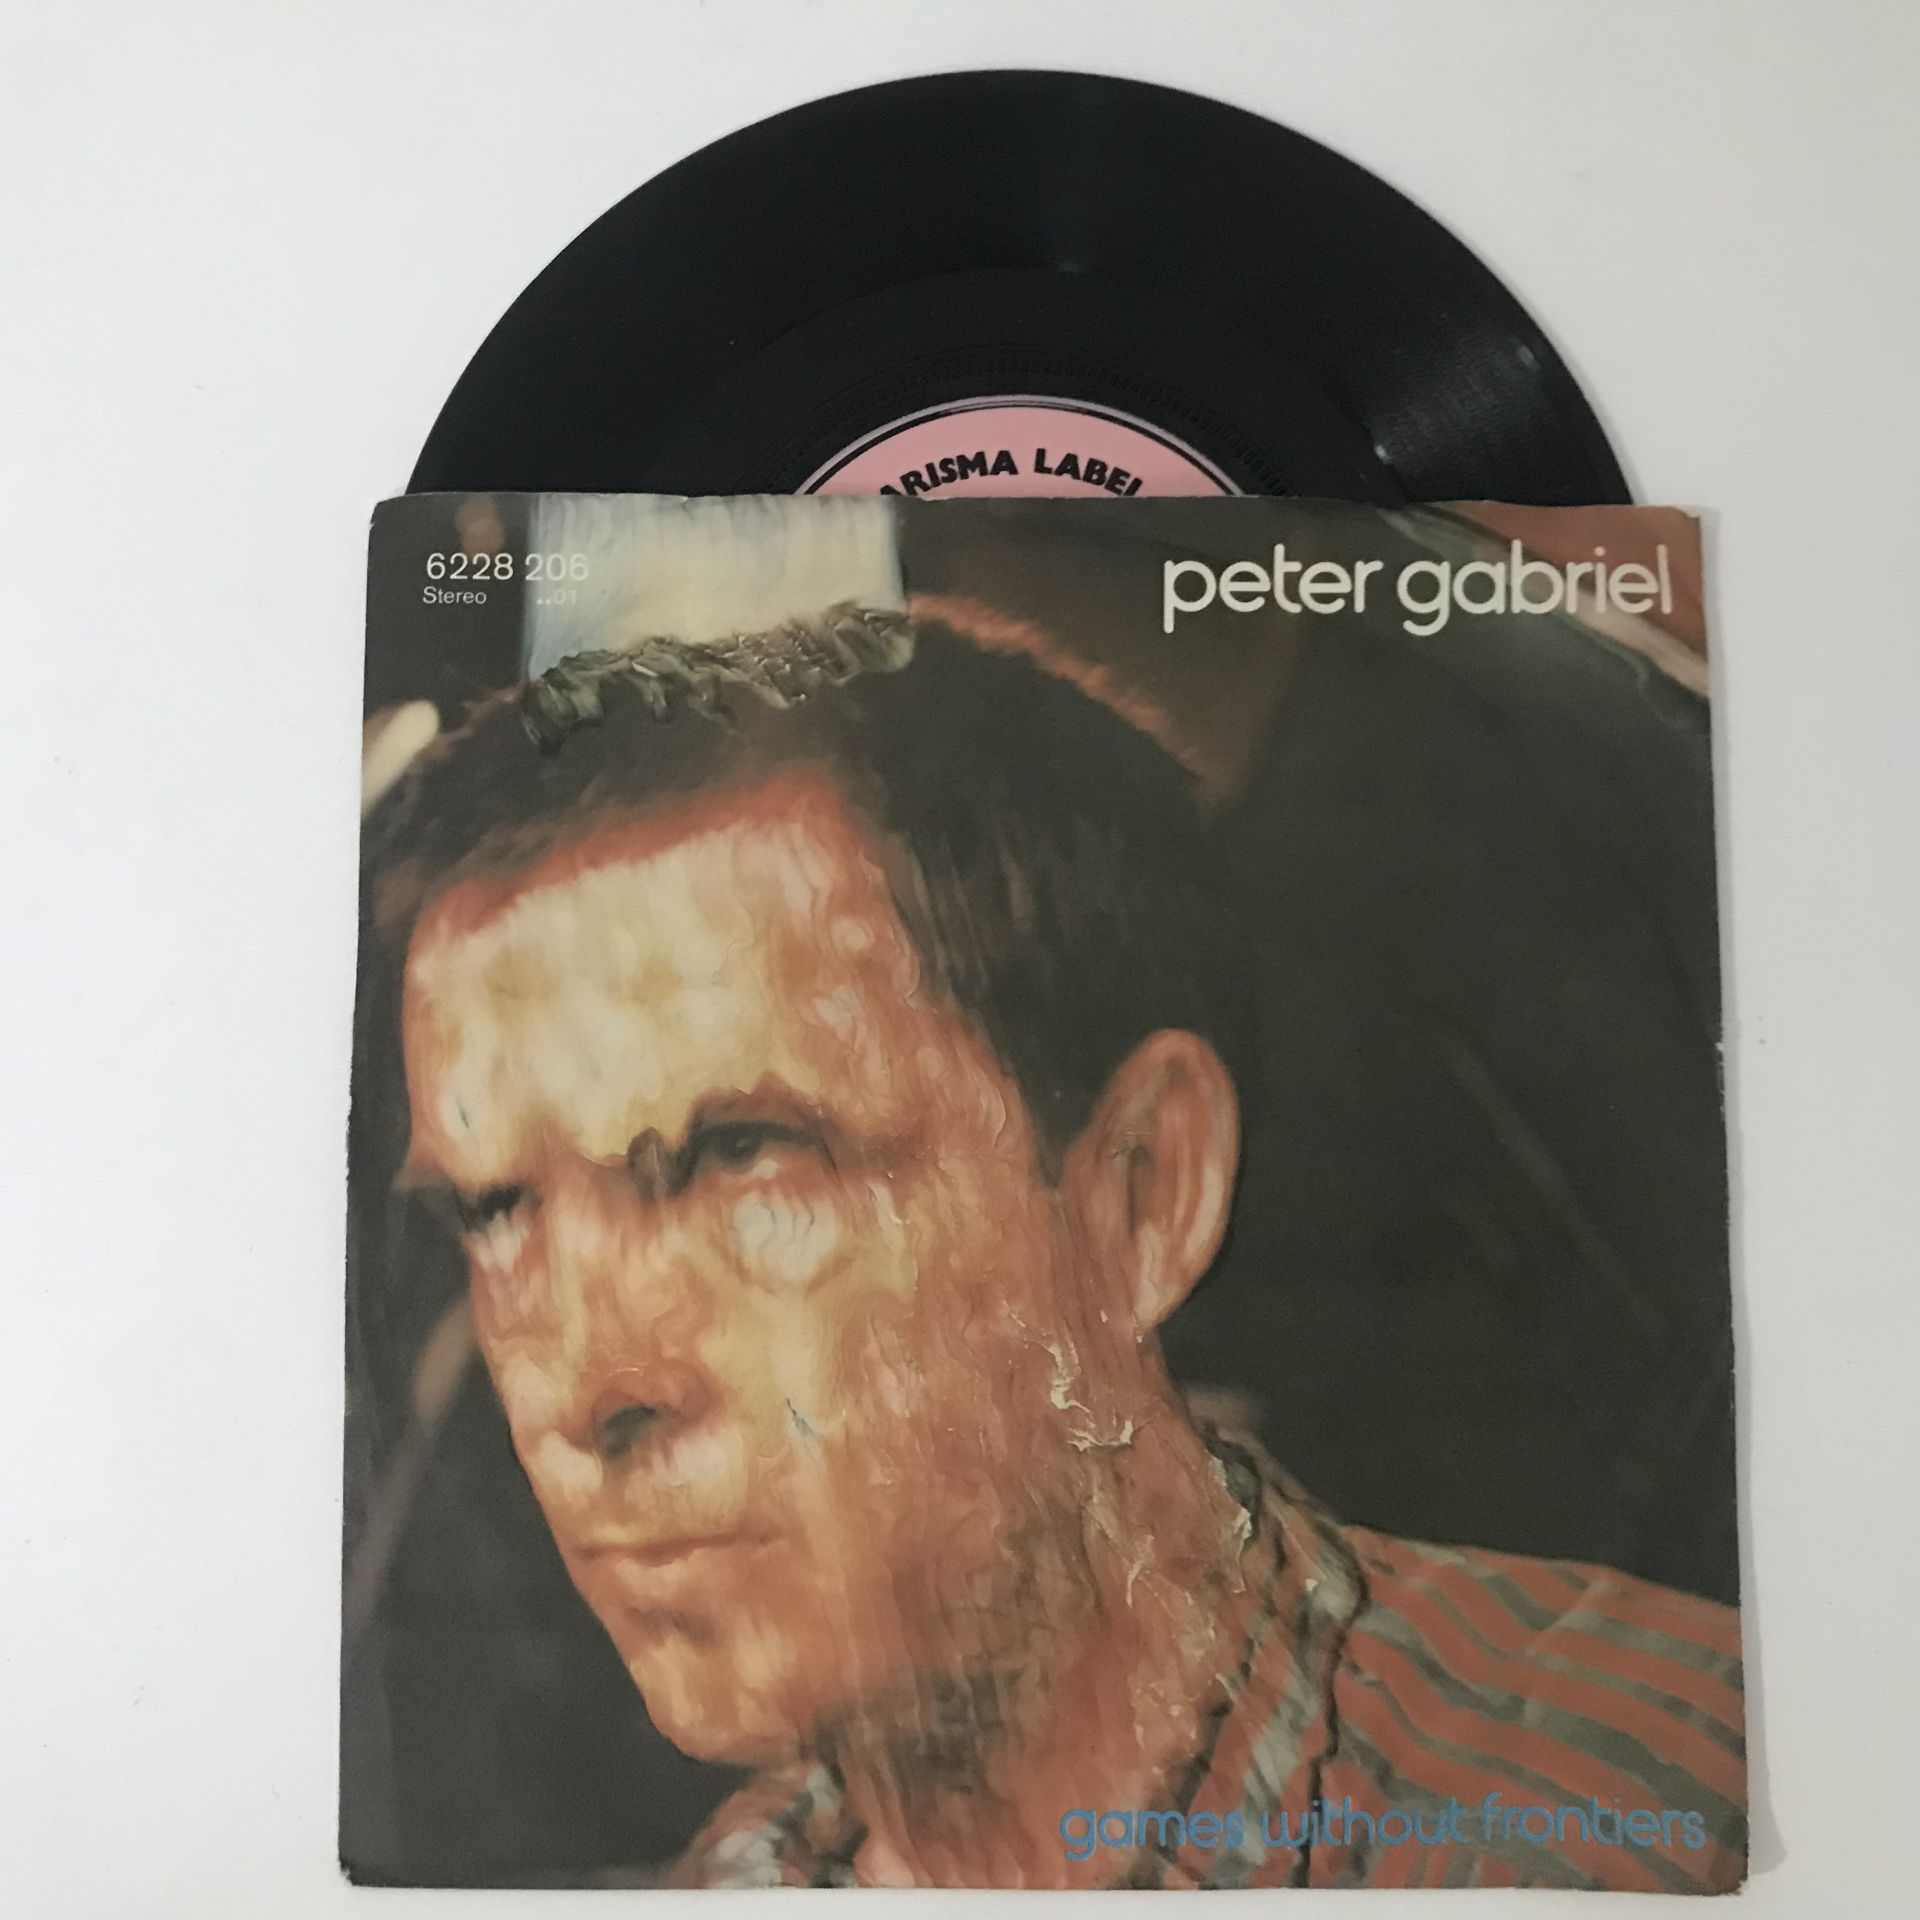 ARISMA LABEL
6228 206
Stereo ..01
peter gabriel
games without frontiers